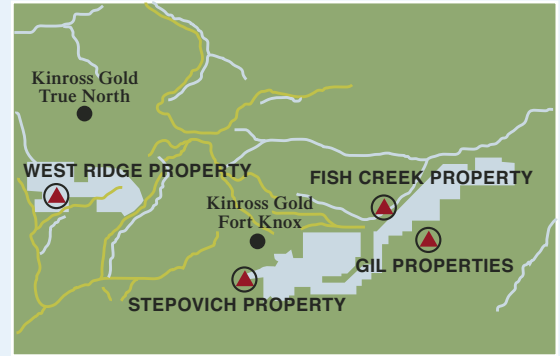 Kinross Gold
True North
WEST RIDGE PROPERTY
FISH CREEK PROPERTY
Kinross Gold
Fort Knox
GIL PROPERTIES
STEPOVICH PROPERTY